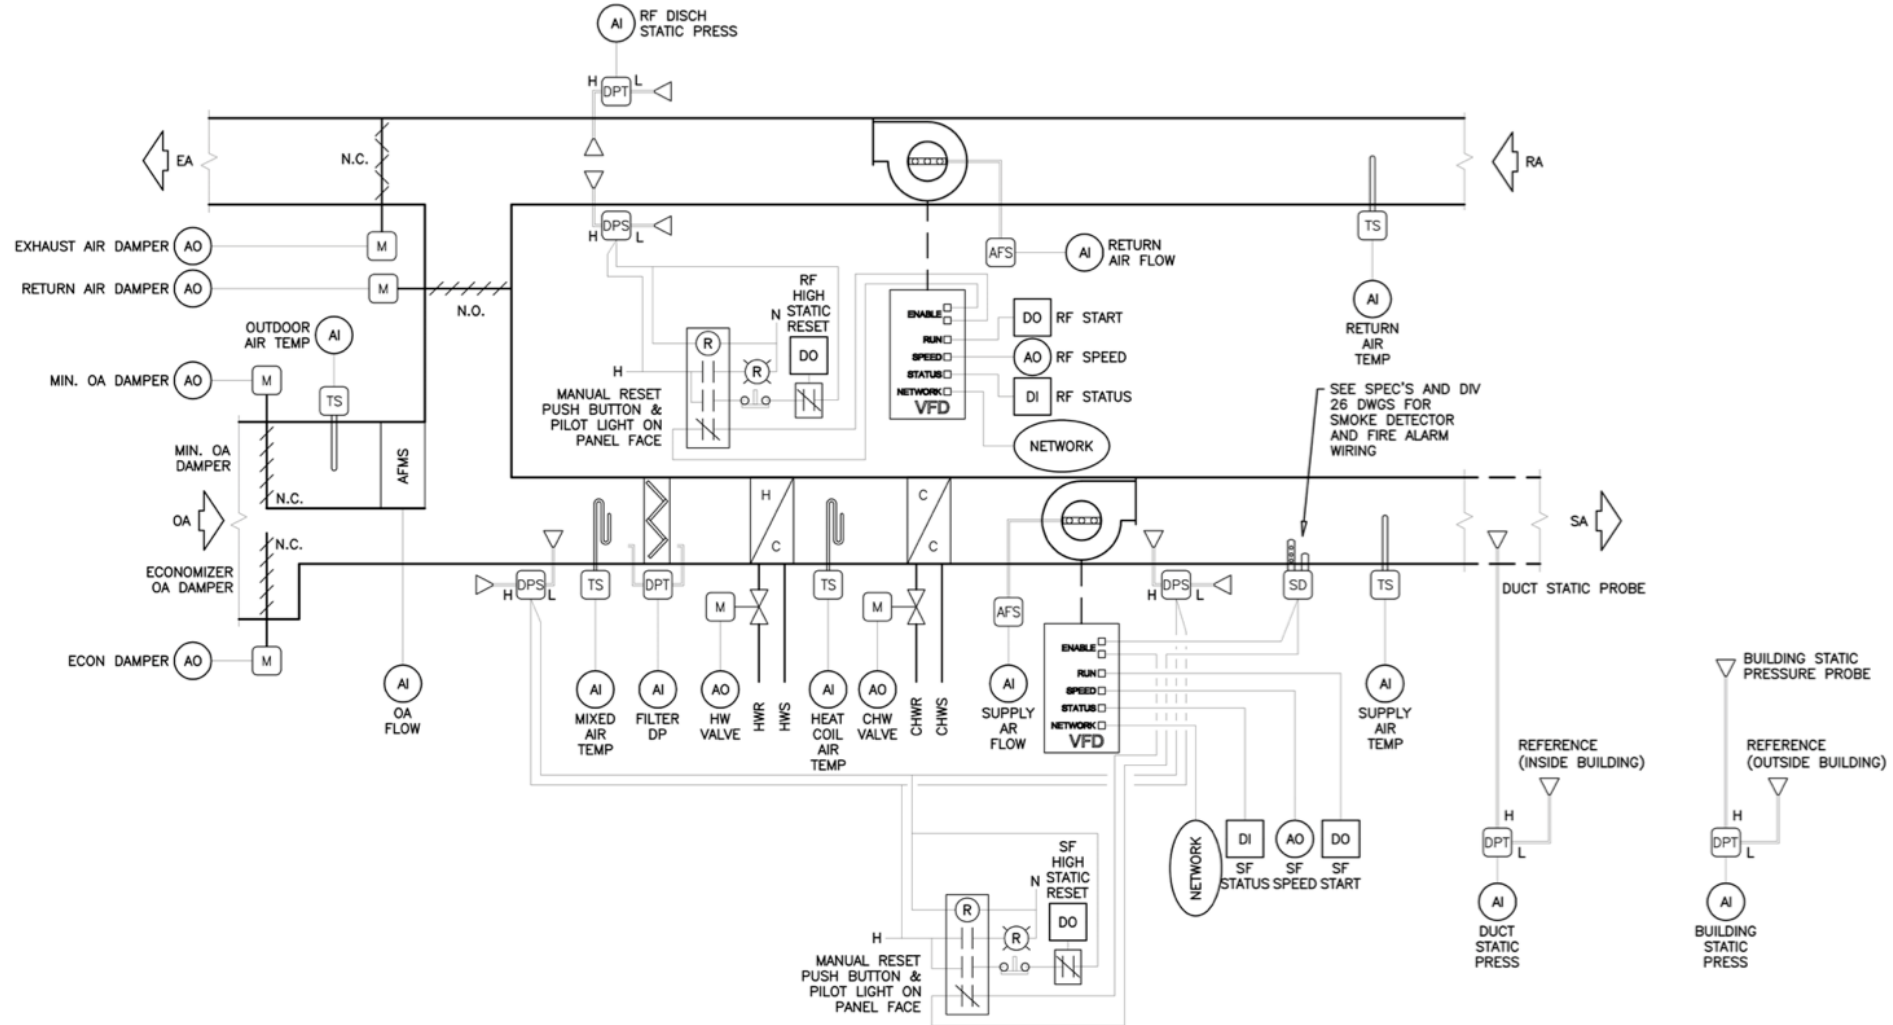 AI
RF DISCH
STATIC PRESS
H
L
DPT
EA
N.C.
RA
DPS
H
L
TS
EXHAUST AIR DAMPER
AO
M
AFS
AI
RETURN
AIR FLOW
RETURN AIR DAMPER
AO
M
N.O.
RF
HIGH
STATIC
RESET
N
DO
AI
RETURN
AIR
TEMP
OUTDOOR
AIR TEMP
AI
R
H
R
ENABLE
RUN
SPEED
STATUS
NETWORK
VFD
DO
RF START
AO
RF SPEED
DI
RF STATUS
NETWORK
MIN. OA DAMPER
AO
M
TS
MANUAL RESET
PUSH BUTTON &
PILOT LIGHT ON
PANEL FACE
SEE SPEC'S AND DIV
26 DWGS FOR
SMOKE DETECTOR
AND FIRE ALARM
WIRING
MIN. OA
DAMPER
AFMS
N.C.
OA
N.C.
H
C
C
C
SA
ECONOMIZER
OA DAMPER
DPS
H
L
TS
DPT
M
TS
M
AFS
DPS
H
L
SD
TS
DUCT STATIC PROBE
ECON DAMPER
AO
M
AI
OA
FLOW
AI
MIXED
AIR
TEMP
AI
FILTER
DP
AO
HW
VALVE
HWR
HWS
AI
HEAT
COIL
AIR
TEMP
AO
CHW
VALVE
CHWR
CHWS
AI
SUPPLY
AR
FLOW
ENABLE
RUN
SPEED
STATUS
NETWORK
VFD
AI
SUPPLY
AIR
TEMP
BUILDING STATIC
PRESSURE PROBE
REFERENCE
(INSIDE BUILDING)
REFERENCE
(OUTSIDE BUILDING)
H
DPT
L
H
DPT
L
NETWORK
DI
SF
STATUS
AO
SF
SPEED
DO
SF
START
SF
HIGH
STATIC
RESET
N
DO
R
H
R
MANUAL RESET
PUSH BUTTON &
PILOT LIGHT ON
PANEL FACE
AI
DUCT
STATIC
PRESS
AI
BUILDING
STATIC
PRESS